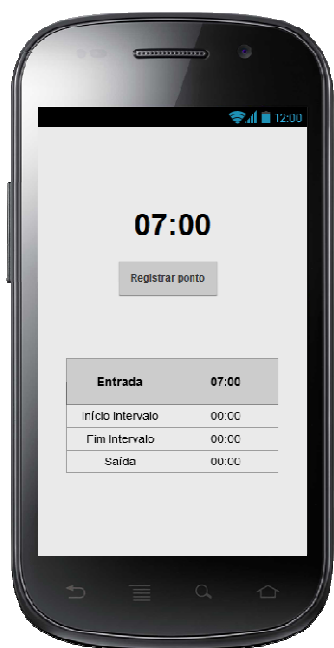 12:00
07:00
Registrar ponto
Entrada 07:00
Início Intervalo 00:00
Fim Intervalo 00:00
Saída 00:00